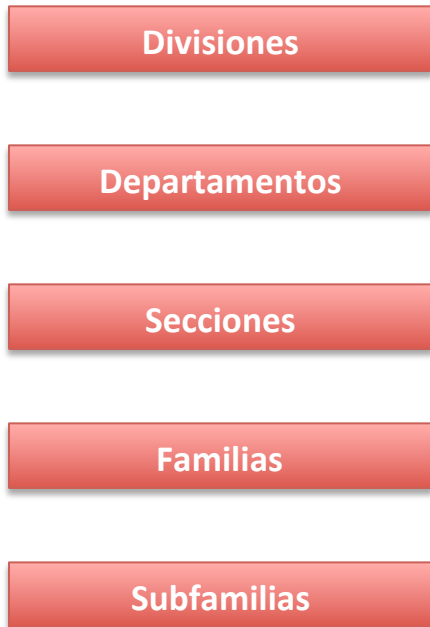 Divisiones
Departamentos
Secciones
Familias
Subfamilias